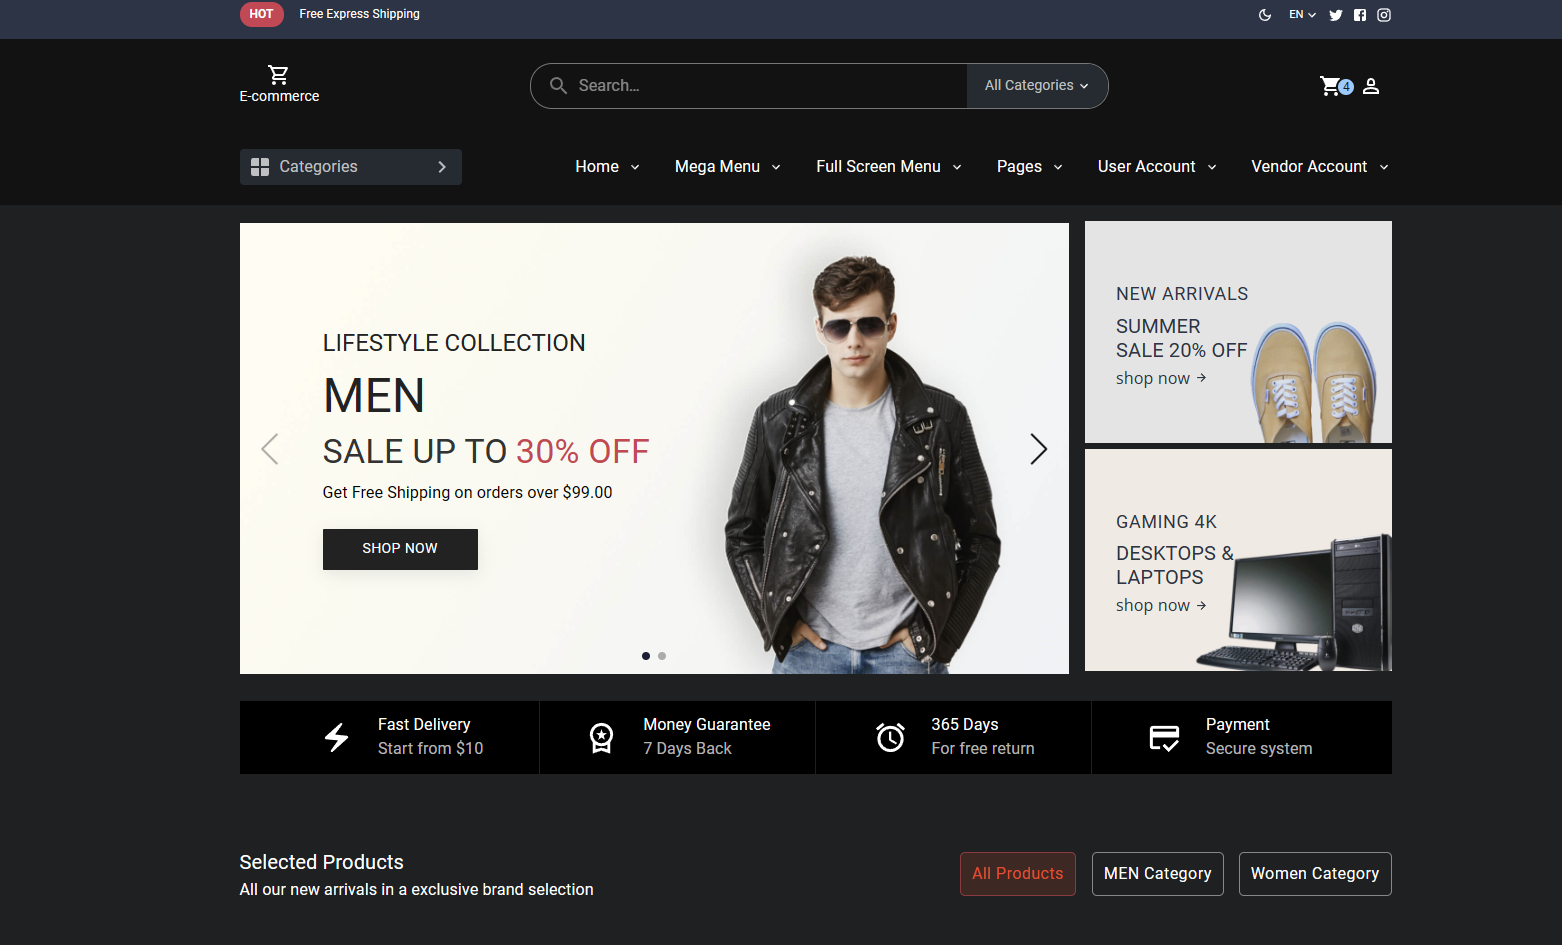 HOT
Free Express Shipping
EN
E-commerce
Search...
All Categories
4
Categories
Home
Mega Menu
Full Screen Menu
Pages
User Account
Vendor Account
LIFESTYLE COLLECTION
MEN
SALE UP TO 30% OFF
Get Free Shipping on orders over $99.00
SHOP NOW
NEW ARRIVALS
SUMMER
SALE 20% OFF
shop now
GAMING 4K
DESKTOPS &
LAPTOPS
shop now
Fast Delivery
Start from $10
Money Guarantee
7 Days Back
365 Days
For free return
Payment
Secure system
Selected Products
All our new arrivals in a exclusive brand selection
All Products
MEN Category
Women Category